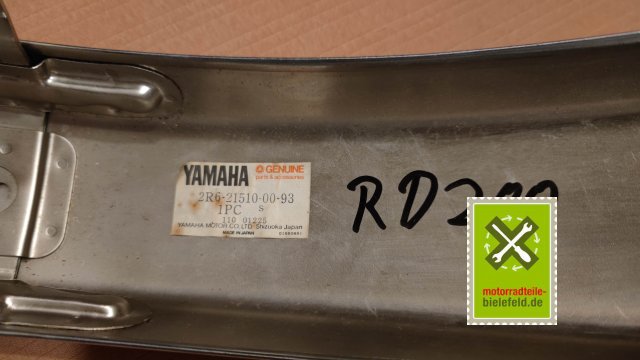 YAMAHA
GENUINE
parts & accessories
2R6-21510-00-93
1PC S
110 01225
YAMAHA MOTOR CO.,LTD. Shizuoka Japan
MADE IN JAPAN
RD200
motorradteile-
bielefeld.de